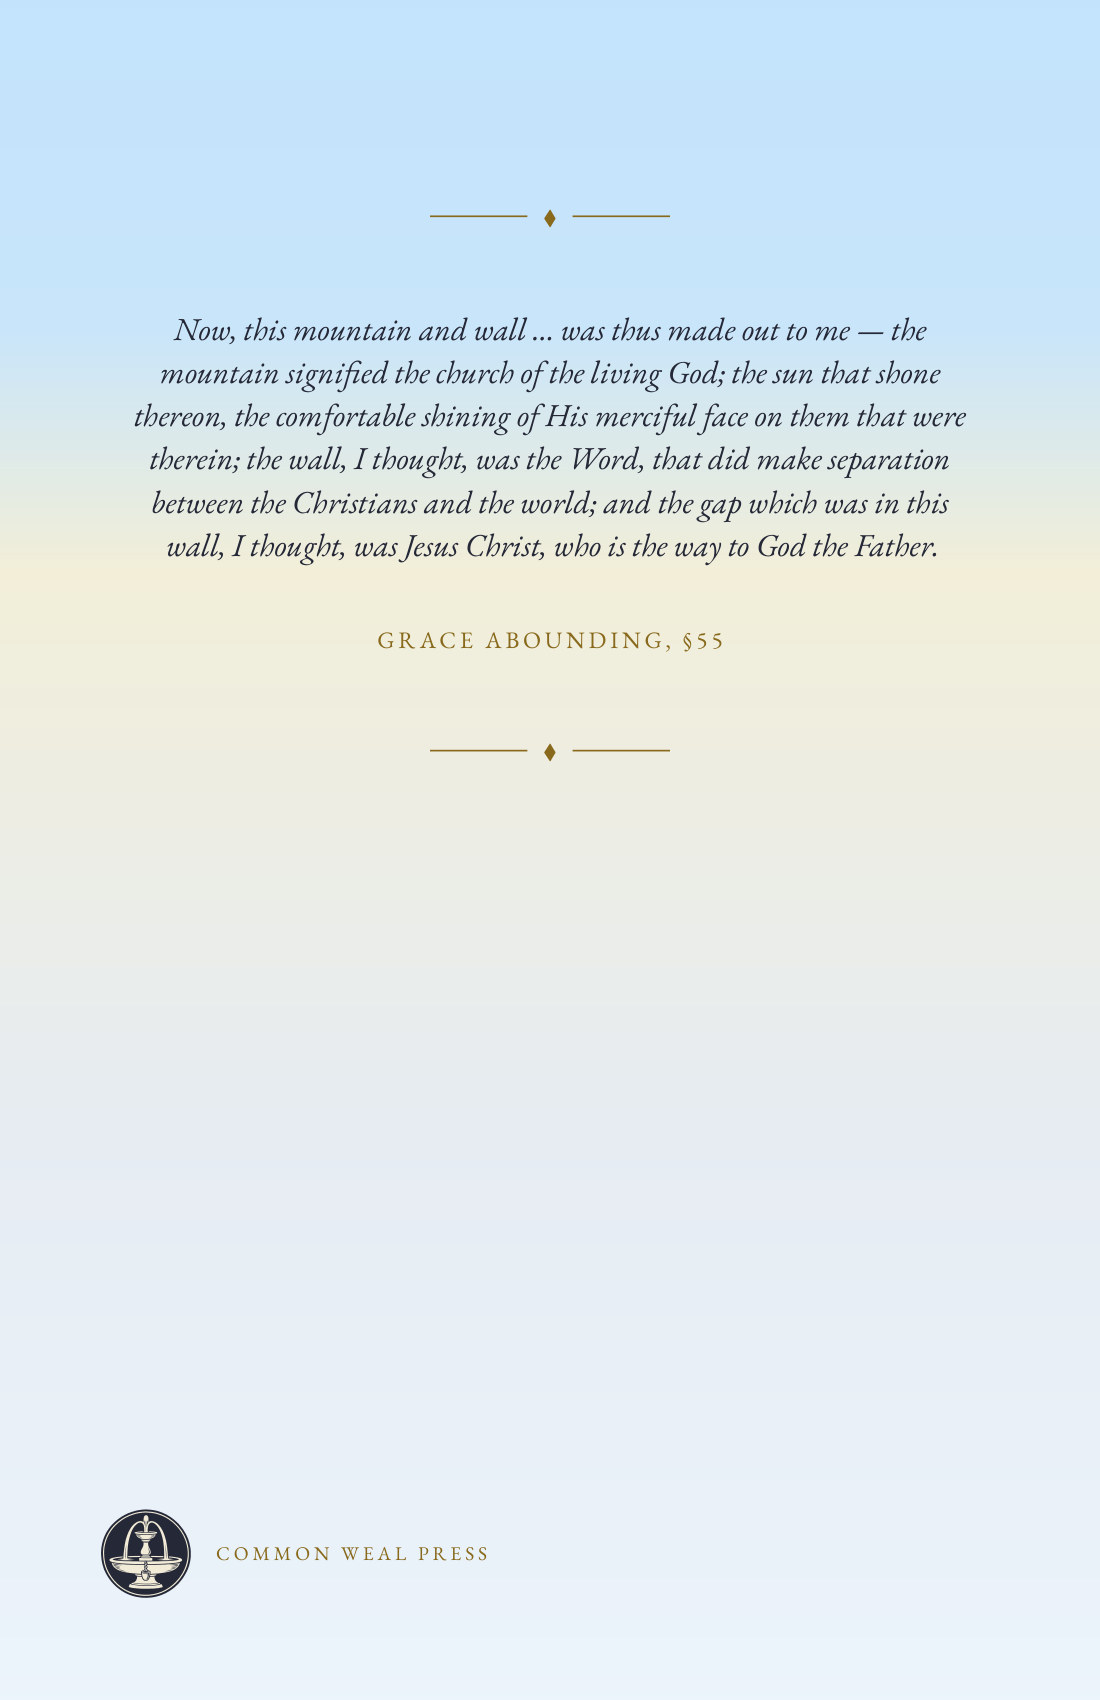 Now, this mountain and wall ... was thus made out to me — the
mountain signified the church of the living God; the sun that shone
thereon, the comfortable shining of His merciful face on them that were
therein; the wall, I thought, was the Word, that did make separation
between the Christians and the world; and the gap which was in this
wall, I thought, was Jesus Christ, who is the way to God the Father.
GRACE ABOUNDING, §55
COMMON WEAL PRESS